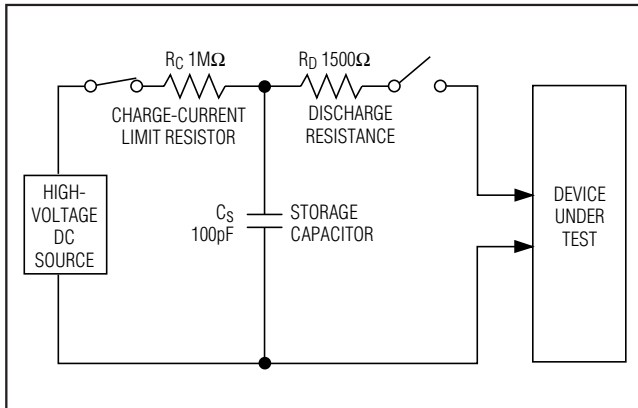 R_C 1MΩ
CHARGE-CURRENT
LIMIT RESISTOR
R_D 1500Ω
DISCHARGE
RESISTANCE
HIGH-
VOLTAGE
DC
SOURCE
C_S
100pF
STORAGE
CAPACITOR
DEVICE
UNDER
TEST